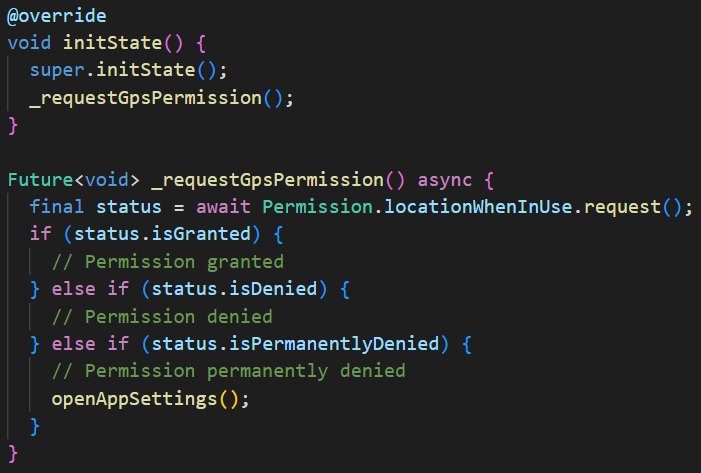 @override
void initState() {
  super.initState();
  _requestGpsPermission();
}

Future<void> _requestGpsPermission() async {
  final status = await Permission.locationWhenInUse.request();
  if (status.isGranted) {
    // Permission granted
  } else if (status.isDenied) {
    // Permission denied
  } else if (status.isPermanentlyDenied) {
    // Permission permanently denied
    openAppSettings();
  }
}